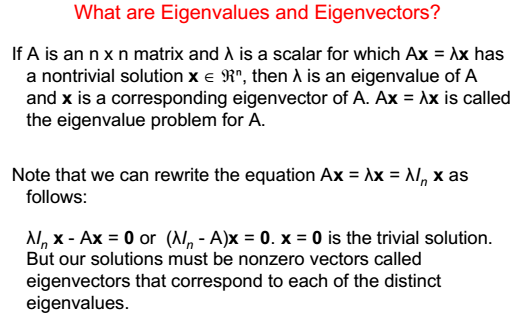 What are Eigenvalues and Eigenvectors?
If A is an n x n matrix and λ is a scalar for which Ax = λx has
a nontrivial solution x ∈ ℜⁿ, then λ is an eigenvalue of A
and x is a corresponding eigenvector of A. Ax = λx is called
the eigenvalue problem for A.
Note that we can rewrite the equation Ax = λx = λIₙ x as
follows:
λIₙ x - Ax = 0 or (λIₙ - A)x = 0. x = 0 is the trivial solution.
But our solutions must be nonzero vectors called
eigenvectors that correspond to each of the distinct
eigenvalues.